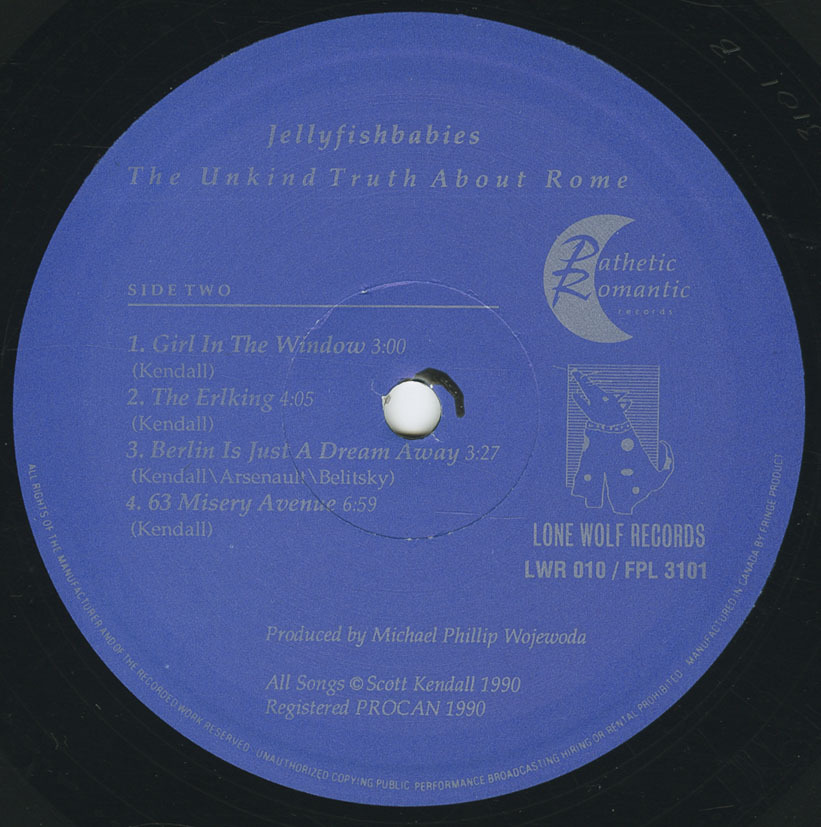 3101-B
Jellyfishbabies
The Unkind Truth About Rome
Pathetic
Romantic
records
SIDE TWO
1. Girl In The Window 3:00
(Kendall)
2. The Erlking 4:05
(Kendall)
3. Berlin Is Just A Dream Away 3:27
(Kendall\Arsenault\Belitsky)
4. 63 Misery Avenue 6:59
(Kendall)
LONE WOLF RECORDS
LWR 010 / FPL 3101
Produced by Michael Phillip Wojewoda
All Songs © Scott Kendall 1990
Registered PROCAN 1990
ALL RIGHTS OF THE MANUFACTURER AND OF THE RECORDED WORK RESERVED. UNAUTHORIZED COPYING PUBLIC PERFORMANCE BROADCASTING HIRING OR RENTAL PROHIBITED. MANUFACTURED IN CANADA BY FRINGE PRODUCT